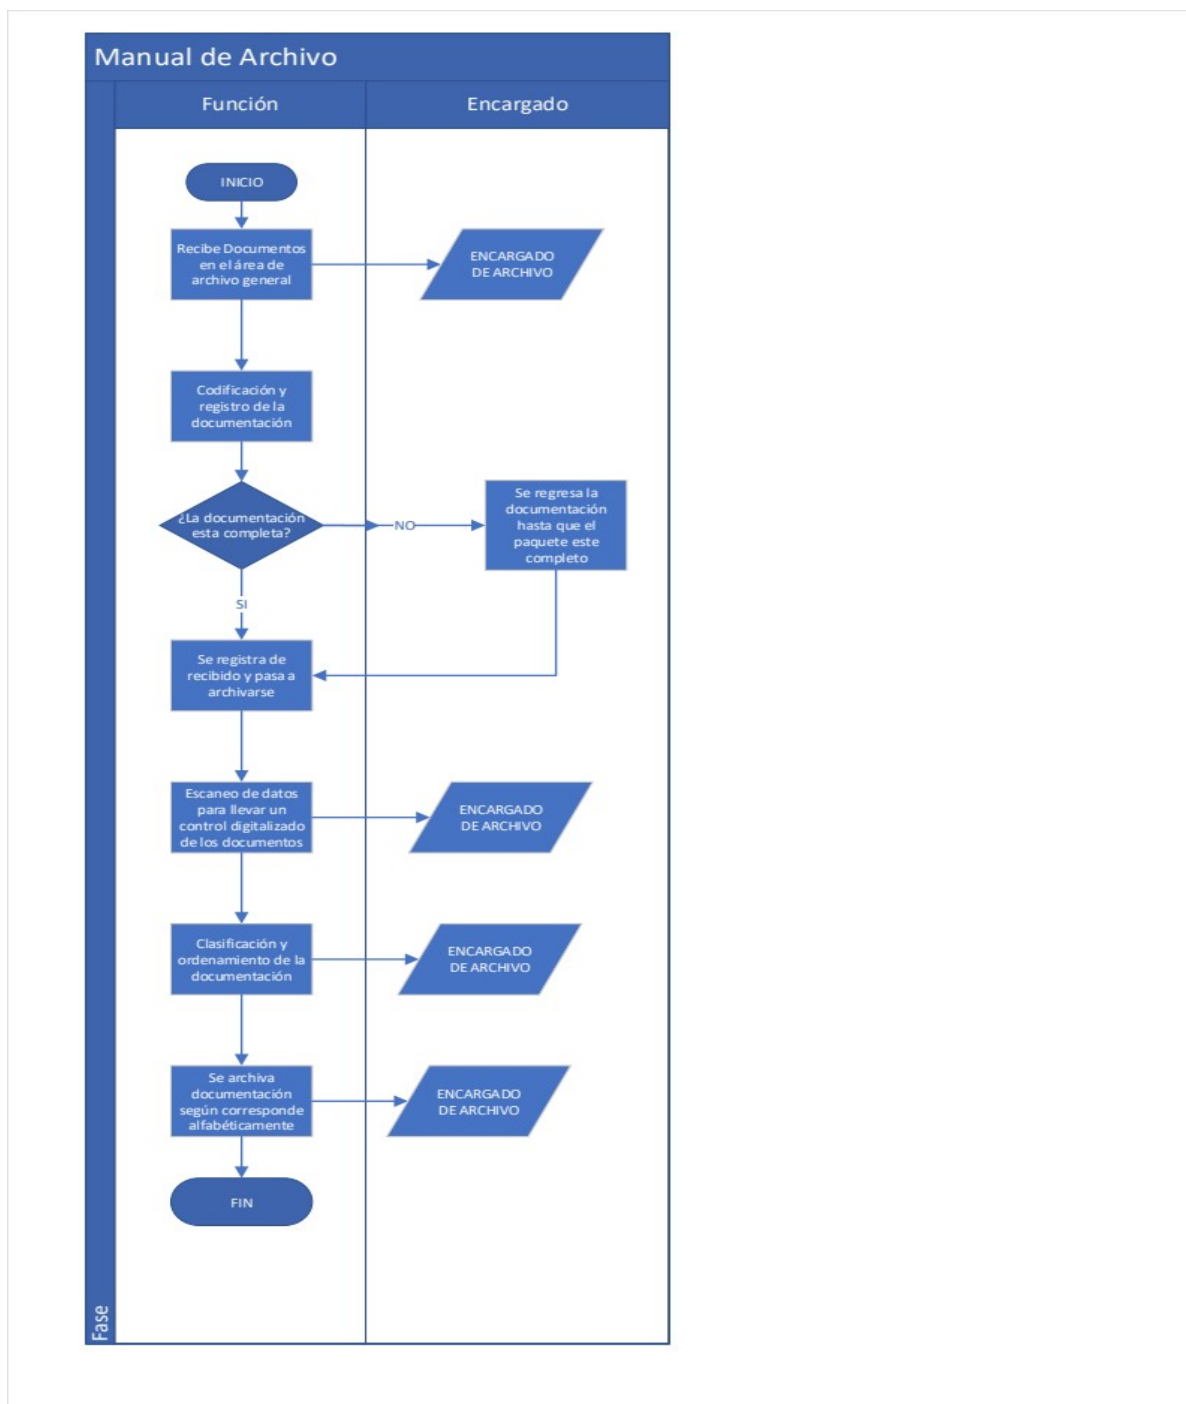 Manual de Archivo
Función
Encargado
INICIO
Recibe Documentos
en el área de
archivo general
ENCARGADO
DE ARCHIVO
Codificación y
registro de la
documentación
¿La documentación
esta completa?
NO
Se regresa la
documentación
hasta que el
paquete este
completo
SI
Se registra de
recibido y pasa a
archivarse
Escaneo de datos
para llevar un
control digitalizado
de los documentos
ENCARGADO
DE ARCHIVO
Clasificación y
ordenamiento de la
documentación
ENCARGADO
DE ARCHIVO
Se archiva
documentación
según corresponde
alfabéticamente
ENCARGADO
DE ARCHIVO
FIN
Fase